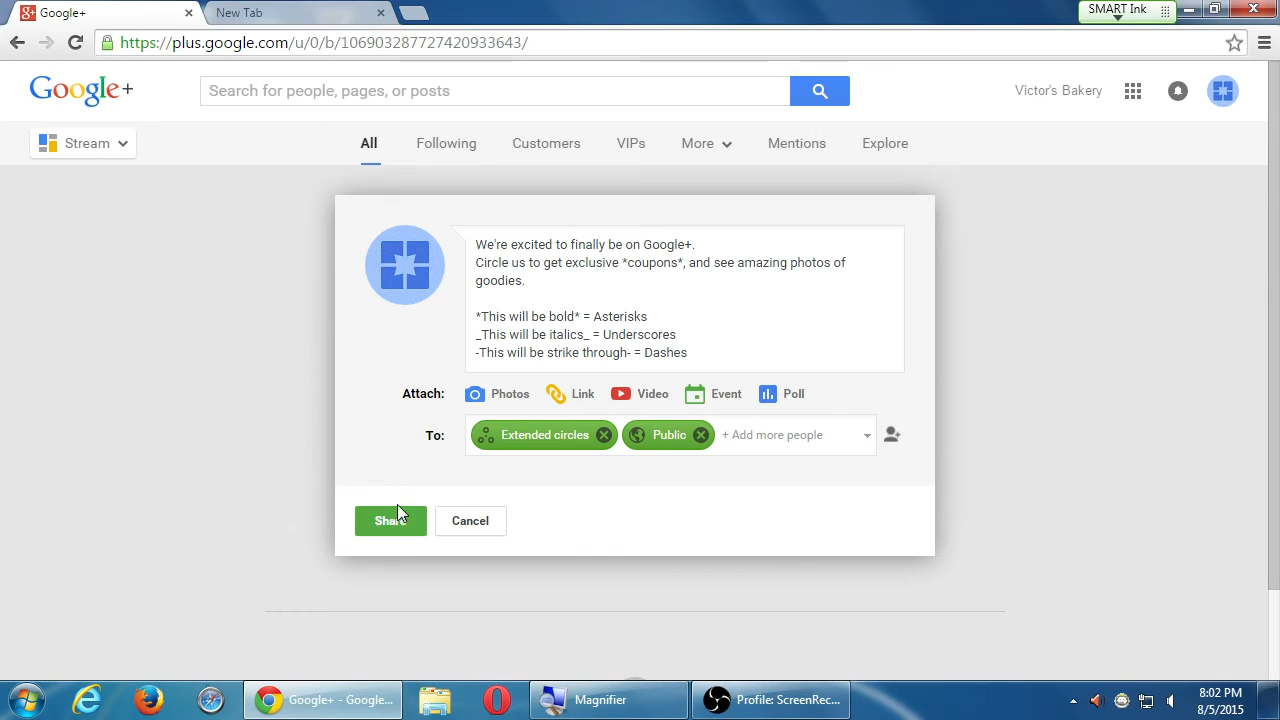 Google+
New Tab
SMART Ink
https://plus.google.com/u/0/b/106903287727420933643/
Google+
Search for people, pages, or posts
Victor's Bakery
Stream
All
Following
Customers
VIPs
More
Mentions
Explore
We're excited to finally be on Google+.
Circle us to get exclusive *coupons*, and see amazing photos of
goodies.
*This will be bold* = Asterisks
_This will be italics_ = Underscores
-This will be strike through- = Dashes
Attach:
Photos
Link
Video
Event
Poll
To:
Extended circles
Public
+ Add more people
Share
Cancel
Google+ - Google...
Magnifier
Profile: ScreenRec...
8:02 PM
8/5/2015